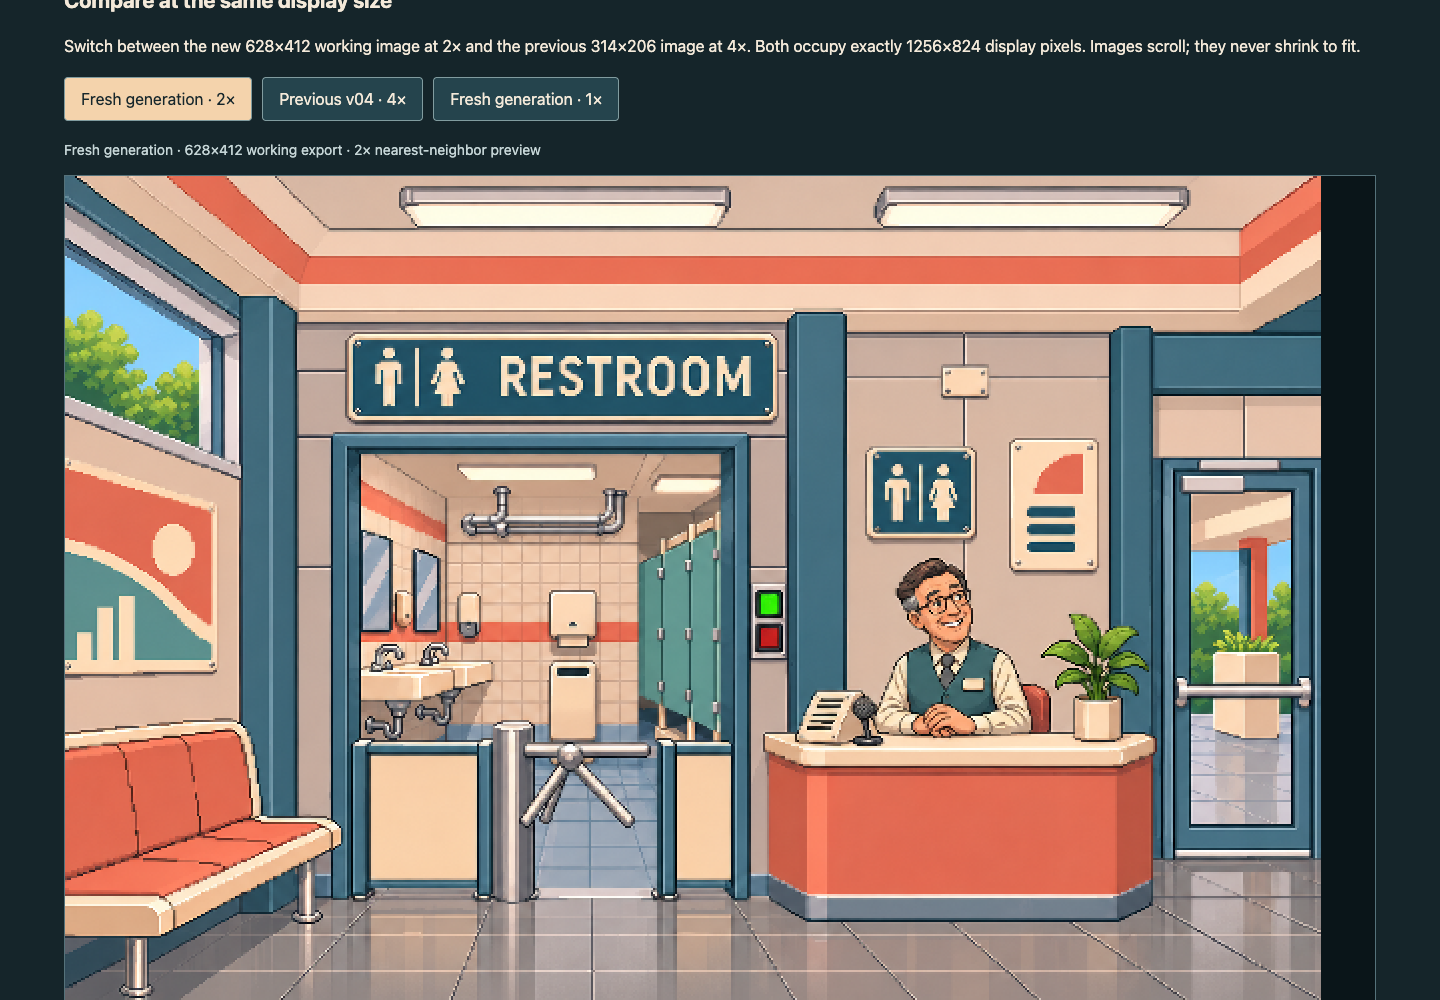 Compare at the same display size
Switch between the new 628×412 working image at 2× and the previous 314×206 image at 4×. Both occupy exactly 1256×824 display pixels. Images scroll; they never shrink to fit.
Fresh generation · 2×
Previous v04 · 4×
Fresh generation · 1×
Fresh generation · 628×412 working export · 2× nearest-neighbor preview
RESTROOM